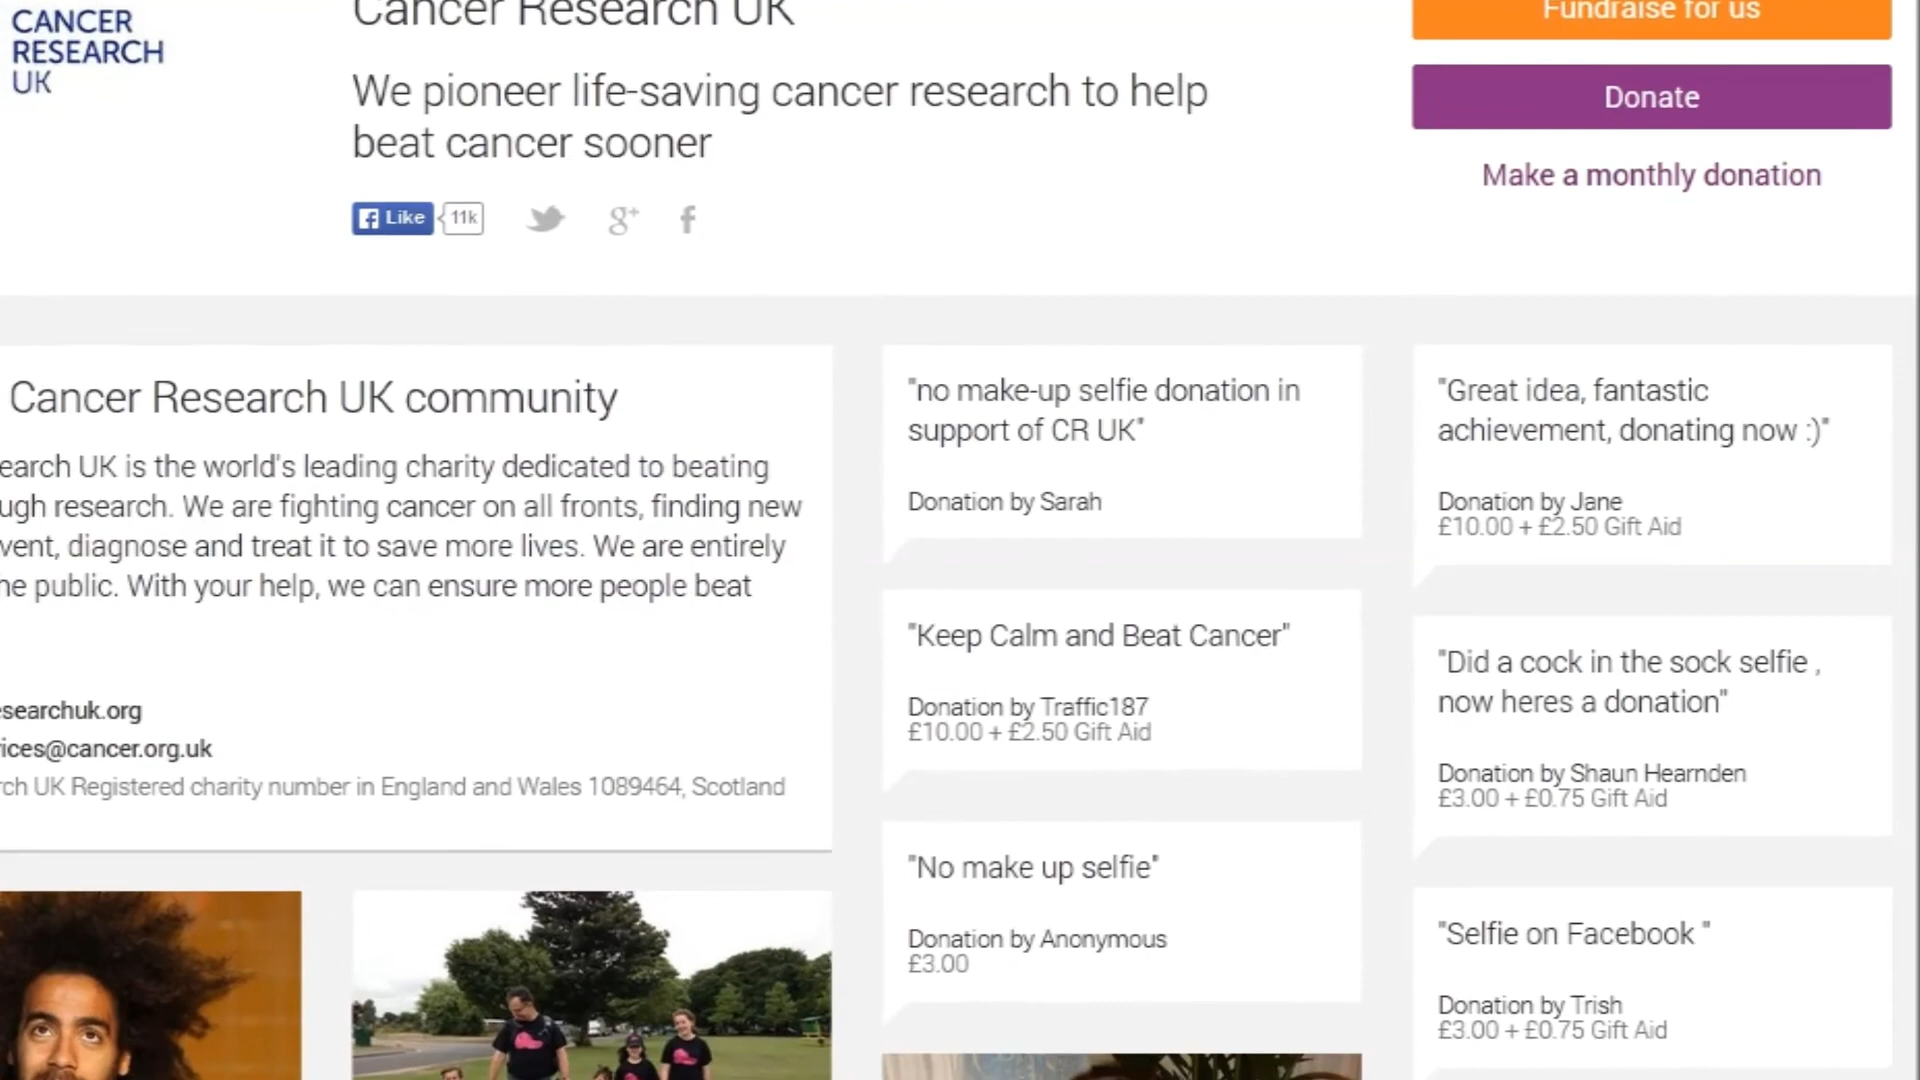 CANCER
RESEARCH
UK
Cancer Research UK
We pioneer life-saving cancer research to help
beat cancer sooner
Like
11k
Fundraise for us
Donate
Make a monthly donation
Cancer Research UK community
earch UK is the world's leading charity dedicated to beating
ugh research. We are fighting cancer on all fronts, finding new
vent, diagnose and treat it to save more lives. We are entirely
he public. With your help, we can ensure more people beat
esearchuk.org
ices@cancer.org.uk
rch UK Registered charity number in England and Wales 1089464, Scotland
"no make-up selfie donation in
support of CR UK"
Donation by Sarah
"Keep Calm and Beat Cancer"
Donation by Traffic187
£10.00 + £2.50 Gift Aid
"No make up selfie"
Donation by Anonymous
£3.00
"Great idea, fantastic
achievement, donating now :)"
Donation by Jane
£10.00 + £2.50 Gift Aid
"Did a cock in the sock selfie ,
now heres a donation"
Donation by Shaun Hearnden
£3.00 + £0.75 Gift Aid
"Selfie on Facebook "
Donation by Trish
£3.00 + £0.75 Gift Aid